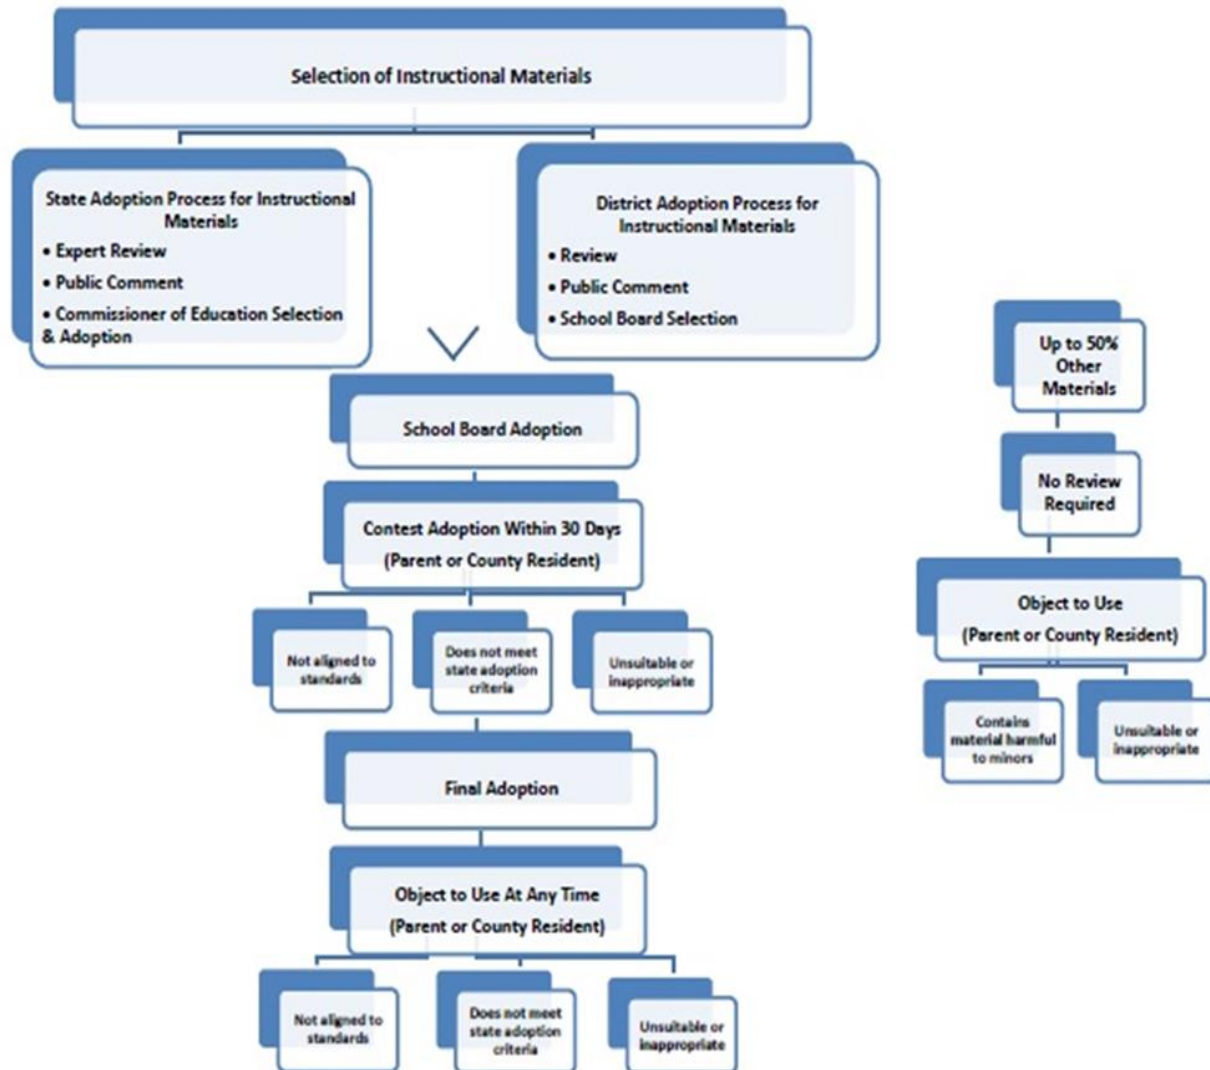 Selection of Instructional Materials
State Adoption Process for Instructional
Materials
• Expert Review
• Public Comment
• Commissioner of Education Selection
& Adoption
District Adoption Process for
Instructional Materials
• Review
• Public Comment
• School Board Selection
School Board Adoption
Contest Adoption Within 30 Days
(Parent or County Resident)
Not aligned to
standards
Does not meet
state adoption
criteria
Unsuitable or
inappropriate
Final Adoption
Object to Use At Any Time
(Parent or County Resident)
Not aligned to
standards
Does not meet
state adoption
criteria
Unsuitable or
inappropriate
Up to 50%
Other
Materials
No Review
Required
Object to Use
(Parent or County Resident)
Contains
material harmful
to minors
Unsuitable or
inappropriate